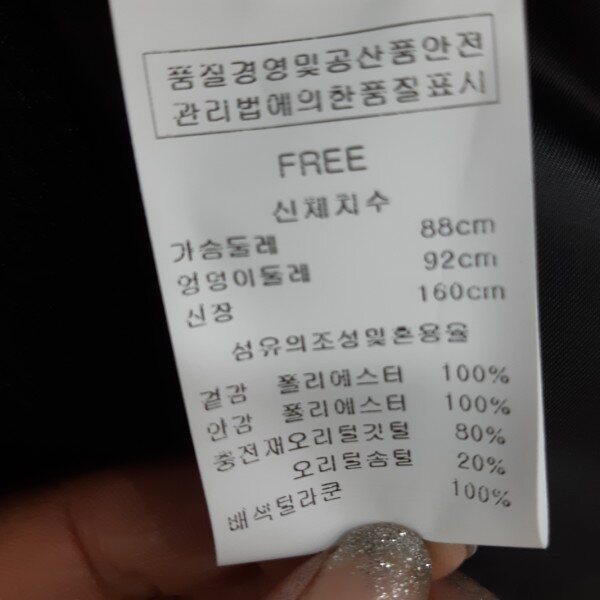 품질경영및공산품안전
관리법에의한품질표시
FREE
신체치수
가슴둘레 88cm
엉덩이둘레 92cm
신장 160cm
섬유의조성및혼용율
겉감 폴리에스터 100%
안감 폴리에스터 100%
충전재오리털깃털 80%
오리털솜털 20%
배색털라쿤 100%